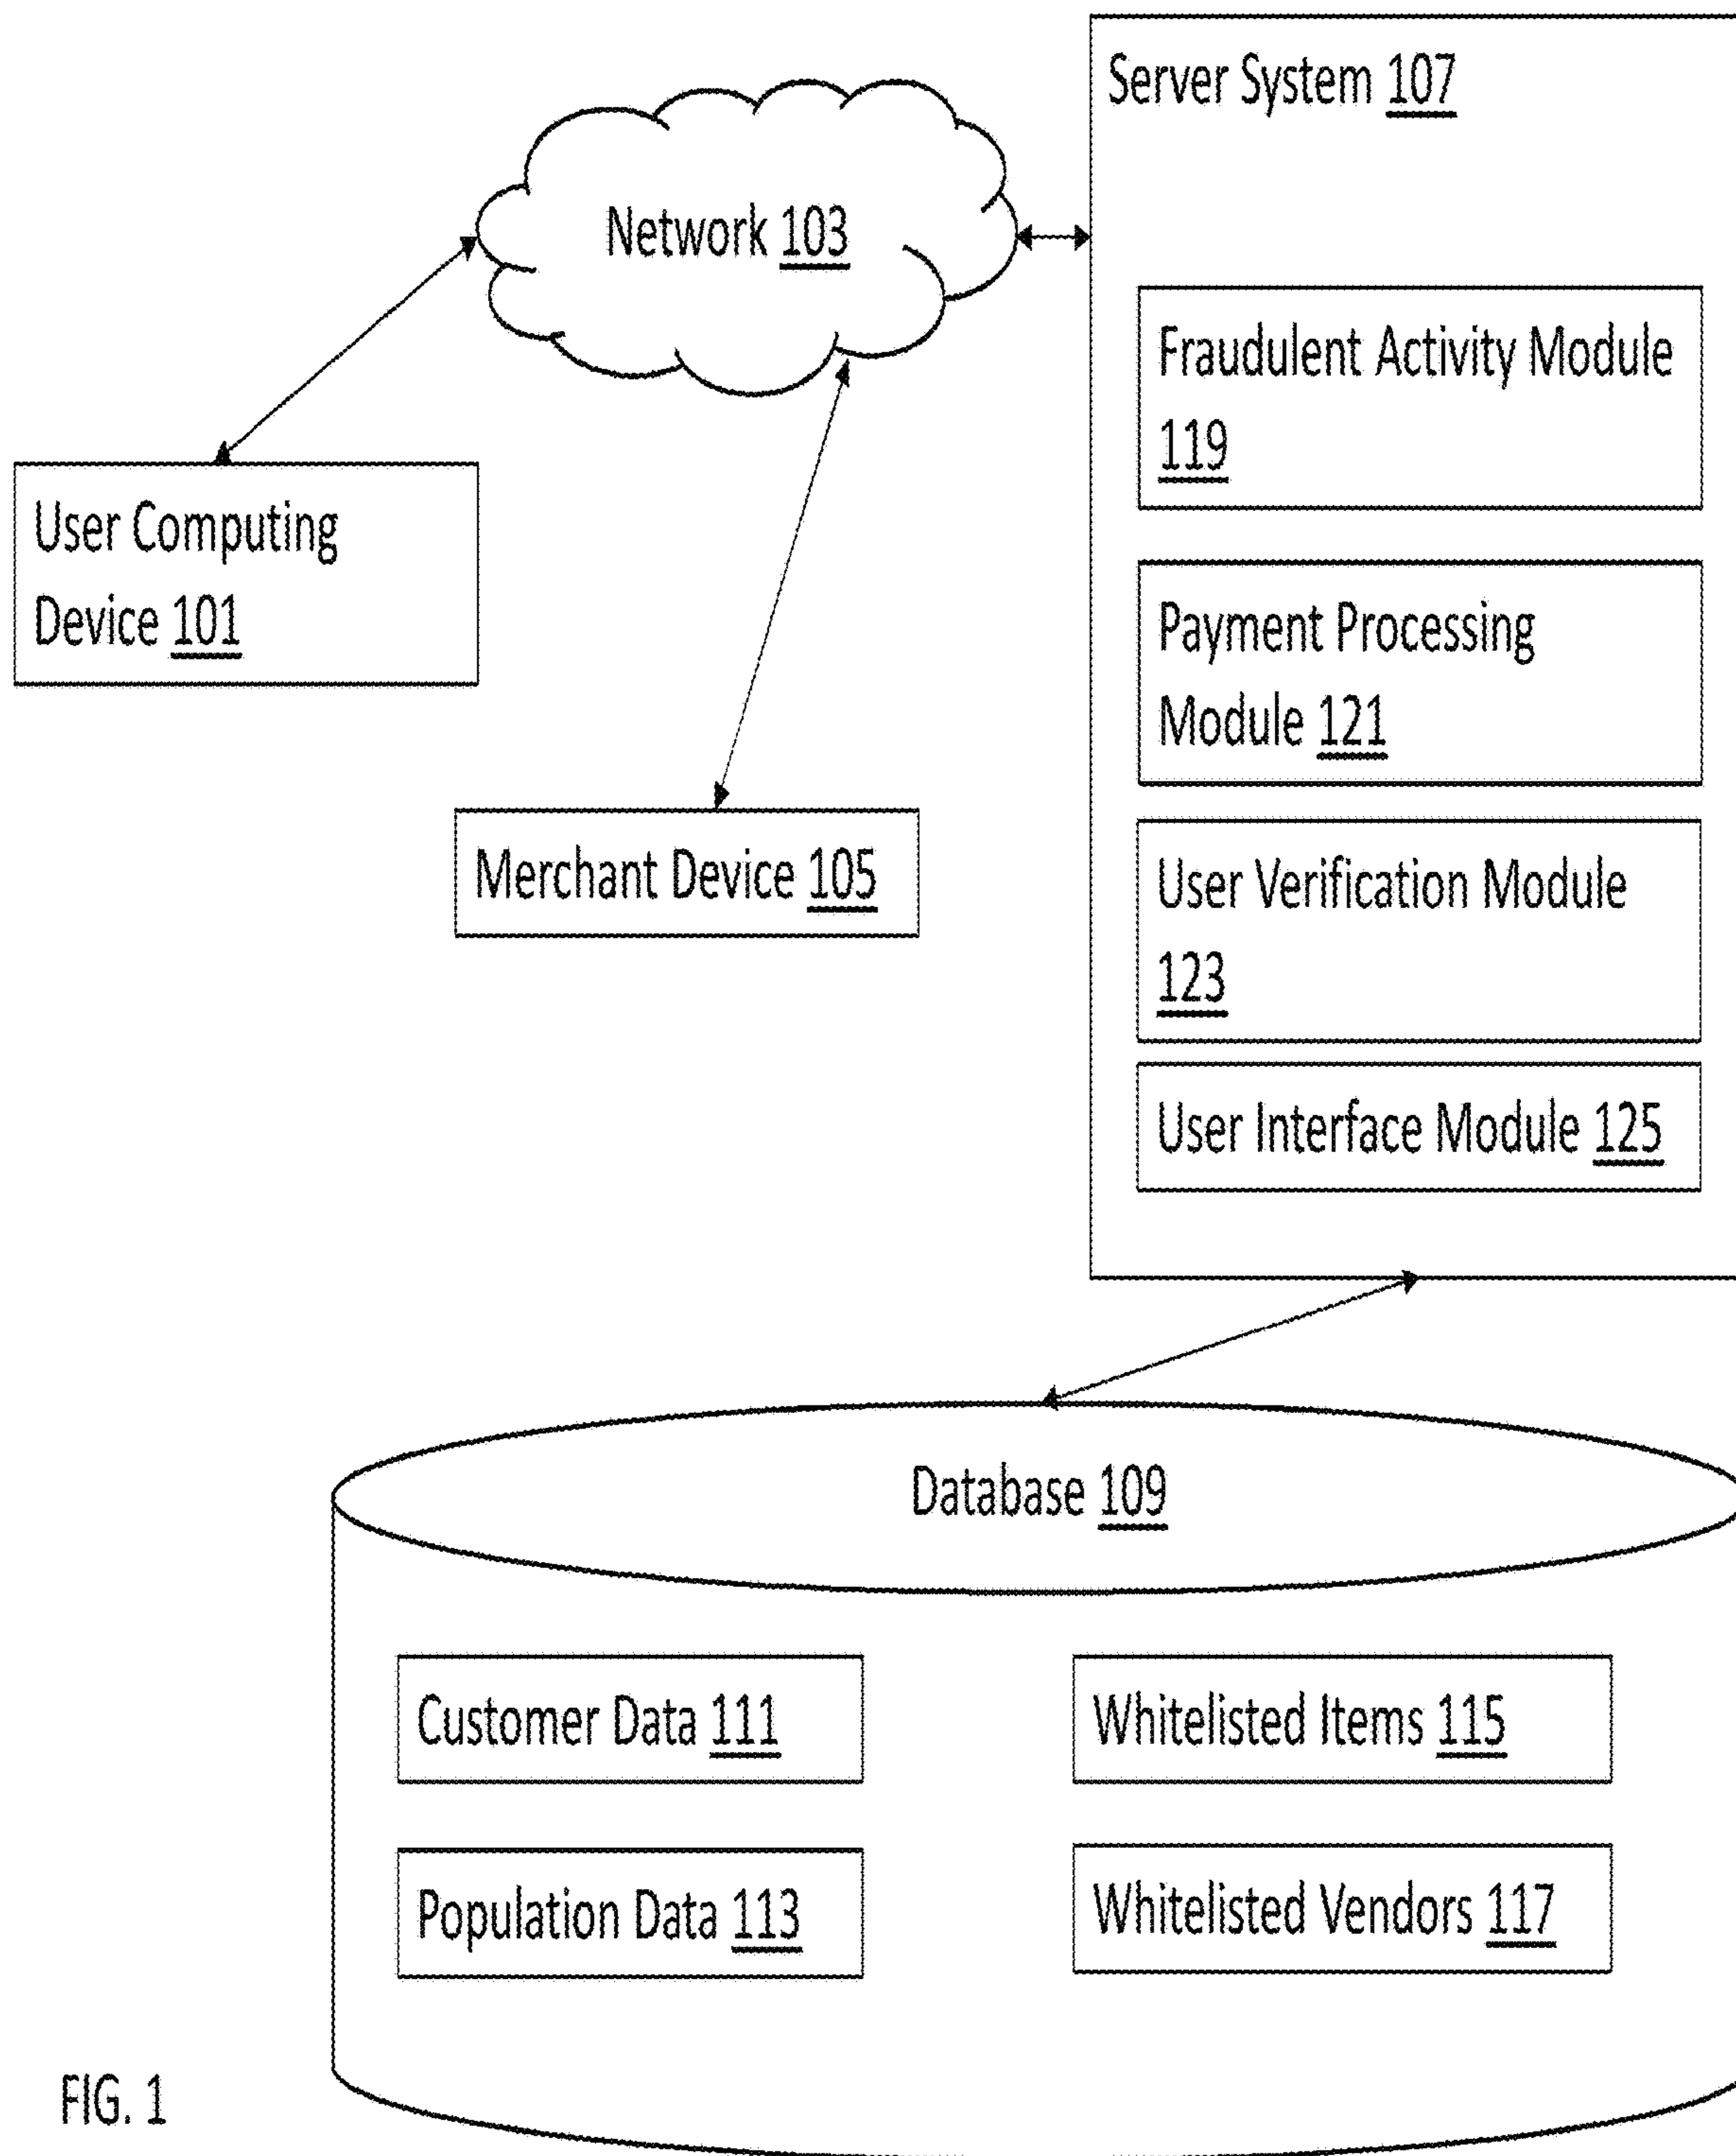 Server System 107
Network 103
Fraudulent Activity Module
119
User Computing
Device 101
Payment Processing
Module 121
Merchant Device 105
User Verification Module
123
User Interface Module 125
Database 109
Customer Data 111
Whitelisted Items 115
Population Data 113
Whitelisted Vendors 117
FIG. 1